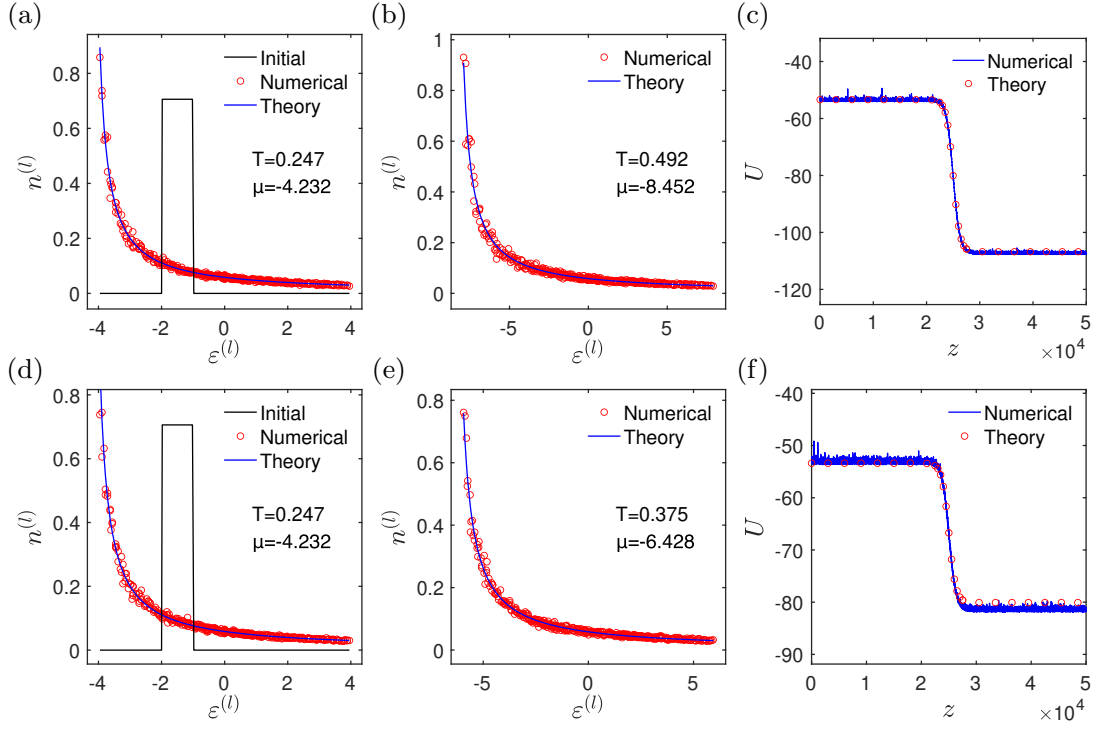 (a)
0.8
0.6
0.4
0.2
0
n^{(l)}
Initial
Numerical
Theory
T=0.247
μ=-4.232
-4 -2 0 2 4
ε^{(l)}
(b)
1
0.8
0.6
0.4
0.2
0
n^{(l)}
Numerical
Theory
T=0.492
μ=-8.452
-5 0 5
ε^{(l)}
(c)
-40
-60
-80
-100
-120
U
Numerical
Theory
0 1 2 3 4 5
z
×10^4
(d)
0.8
0.6
0.4
0.2
0
n^{(l)}
Initial
Numerical
Theory
T=0.247
μ=-4.232
-4 -2 0 2 4
ε^{(l)}
(e)
0.8
0.6
0.4
0.2
0
n^{(l)}
Numerical
Theory
T=0.375
μ=-6.428
-5 0 5
ε^{(l)}
(f)
-40
-50
-60
-70
-80
-90
U
Numerical
Theory
0 1 2 3 4 5
z
×10^4